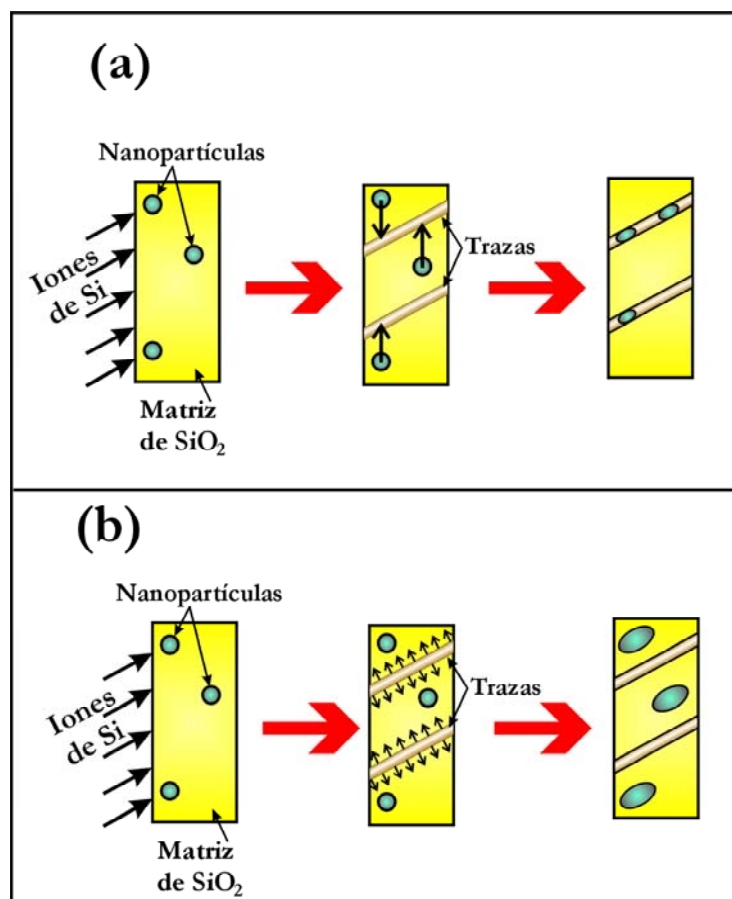 (a)
Nanopartículas
Iones
de Si
Trazas
Matriz
de SiO₂
(b)
Nanopartículas
Iones
de Si
Trazas
Matriz
de SiO₂